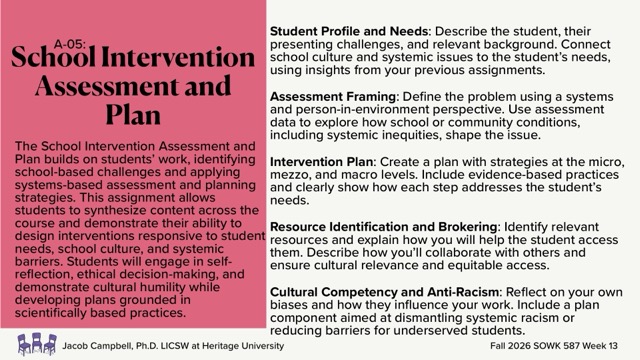 A-05:
School Intervention
Assessment and
Plan
The School Intervention Assessment and
Plan builds on students’ work, identifying
school-based challenges and applying
systems-based assessment and planning
strategies. This assignment allows
students to synthesize content across the
course and demonstrate their ability to
design interventions responsive to student
needs, school culture, and systemic
barriers. Students will engage in self-
reflection, ethical decision-making, and
demonstrate cultural humility while
developing plans grounded in
scientifically based practices.
Student Profile and Needs: Describe the student, their
presenting challenges, and relevant background. Connect
school culture and systemic issues to the student’s needs,
using insights from your previous assignments.
Assessment Framing: Define the problem using a systems
and person-in-environment perspective. Use assessment
data to explore how school or community conditions,
including systemic inequities, shape the issue.
Intervention Plan: Create a plan with strategies at the micro,
mezzo, and macro levels. Include evidence-based practices
and clearly show how each step addresses the student’s
needs.
Resource Identification and Brokering: Identify relevant
resources and explain how you will help the student access
them. Describe how you’ll collaborate with others and
ensure cultural relevance and equitable access.
Cultural Competency and Anti-Racism: Reflect on your own
biases and how they influence your work. Include a plan
component aimed at dismantling systemic racism or
reducing barriers for underserved students.
Jacob Campbell, Ph.D. LICSW at Heritage University
Fall 2026 SOWK 587 Week 13